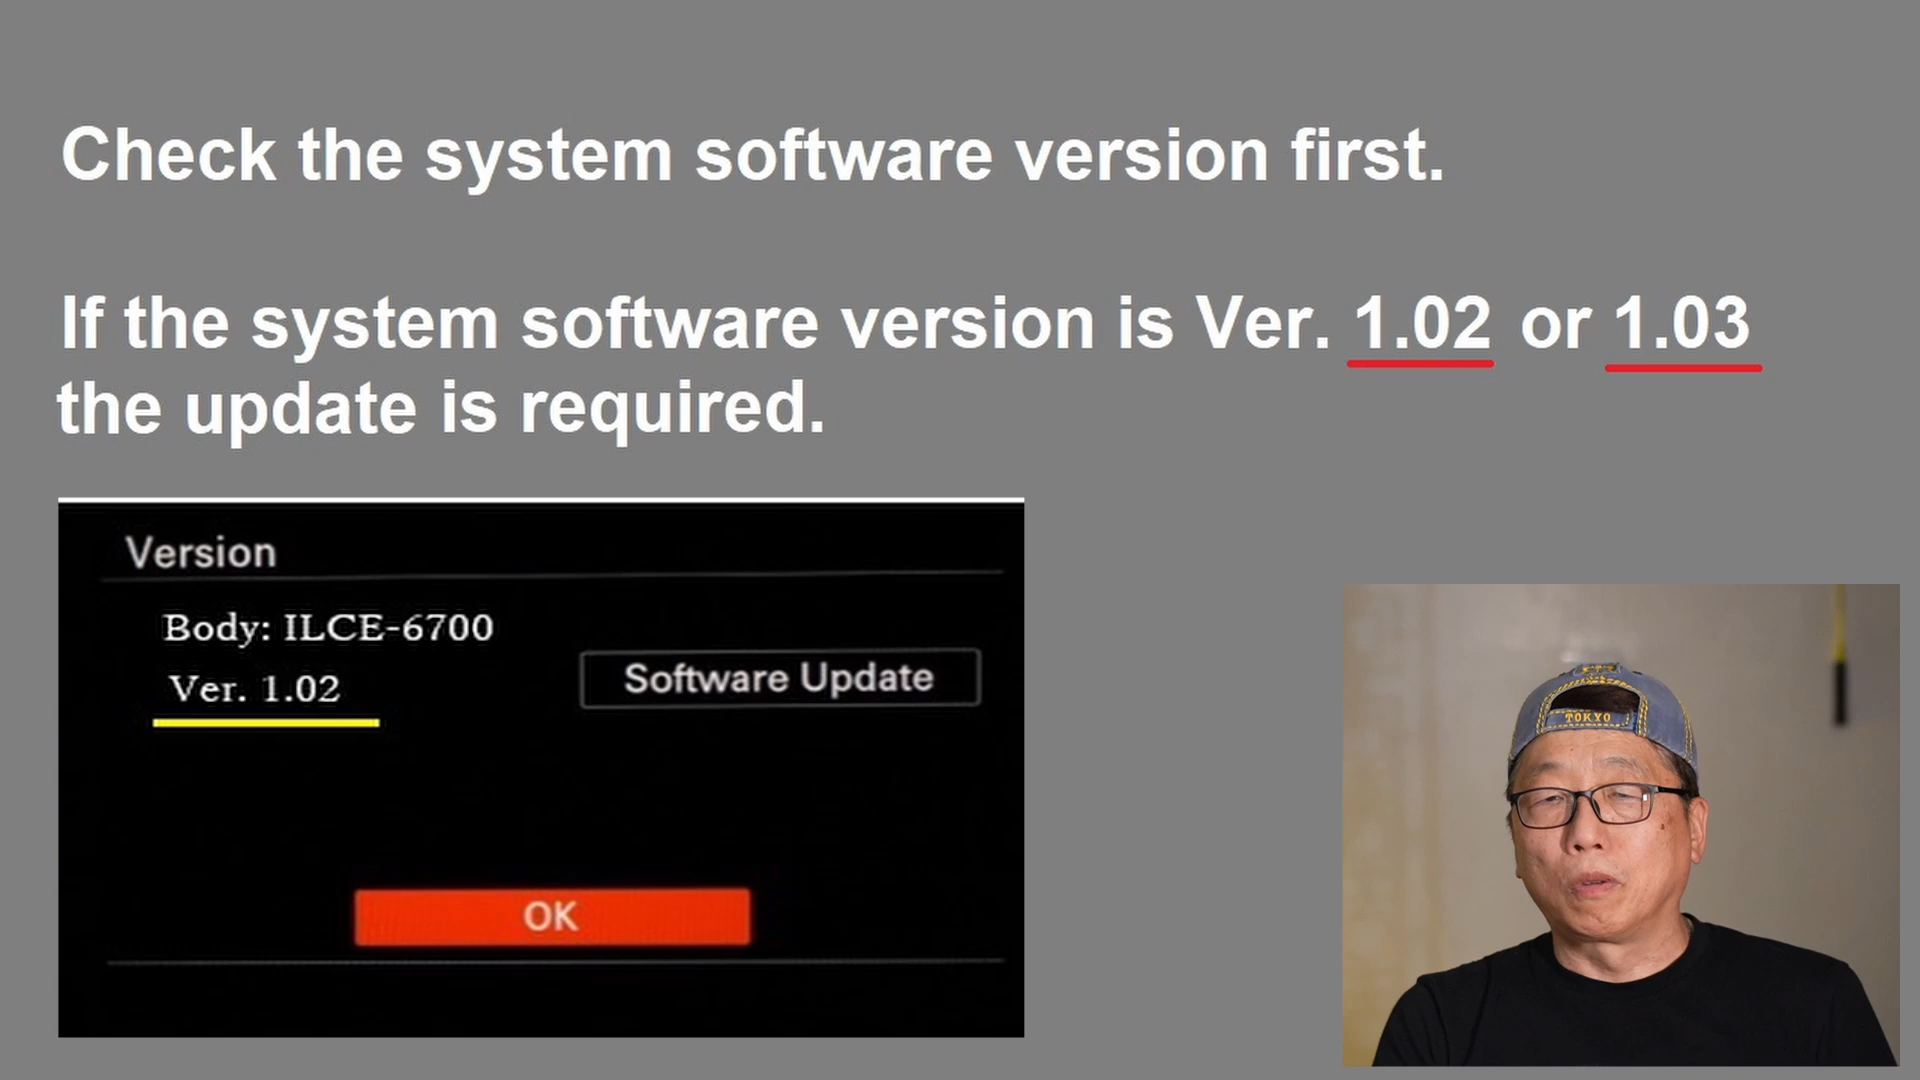 Check the system software version first.
If the system software version is Ver. 1.02 or 1.03
the update is required.
Version
Body: ILCE-6700
Ver. 1.02
Software Update
OK
TOKYO